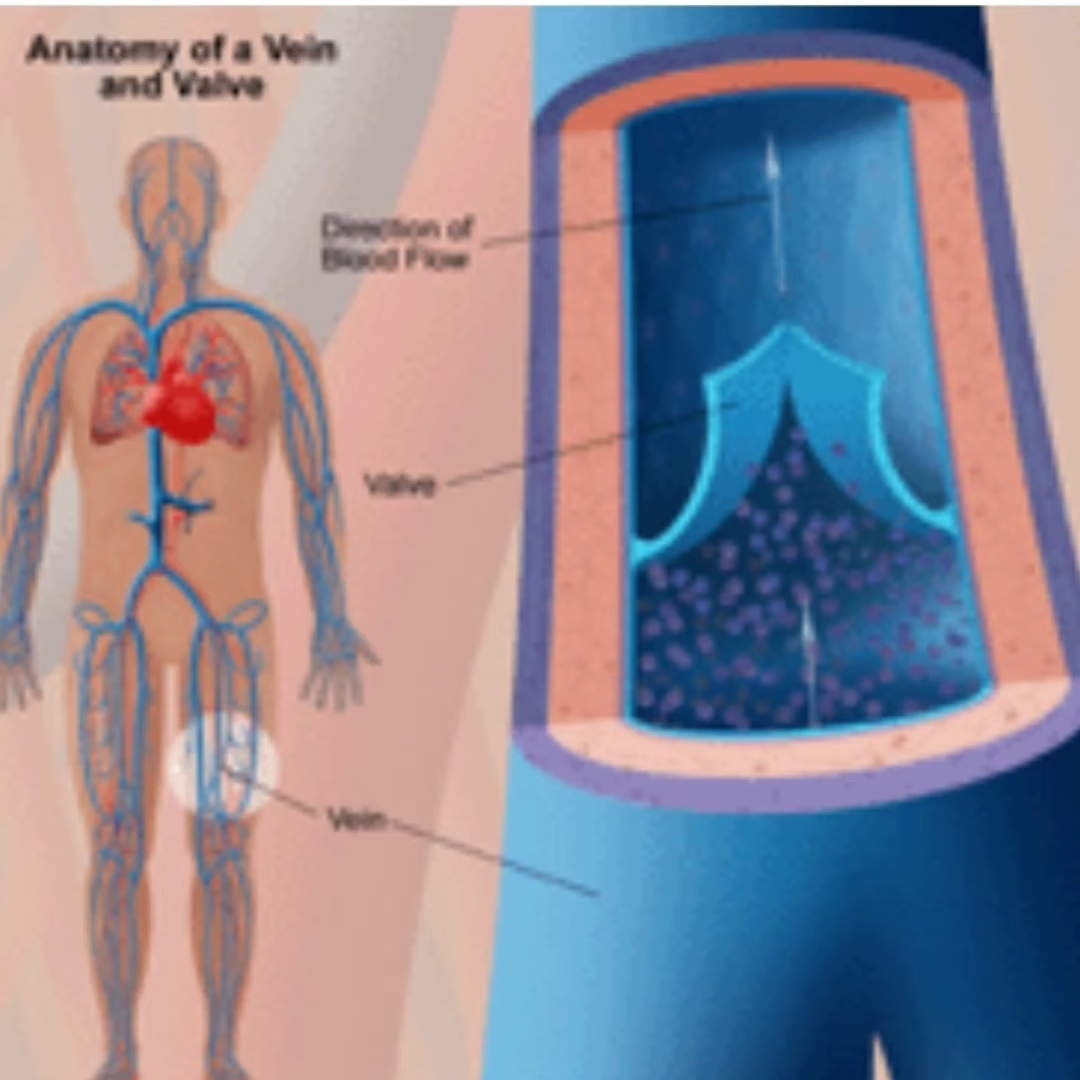 Anatomy of a Vein
and Valve
Direction of
Blood Flow
Valve
Vein